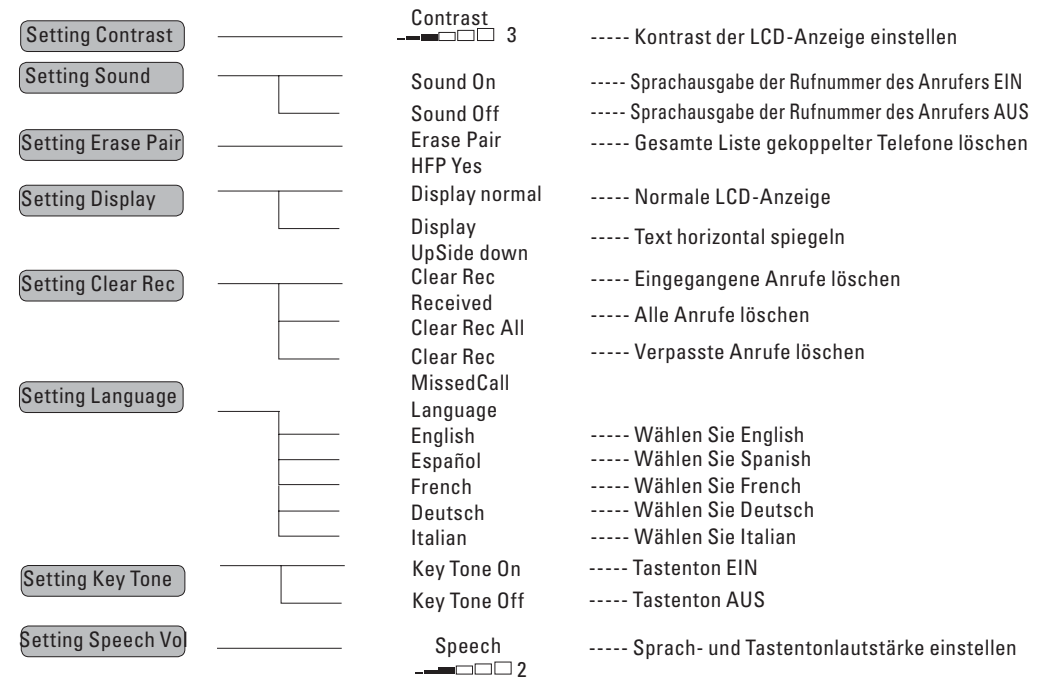 Setting Contrast
Contrast
3 ----- Kontrast der LCD-Anzeige einstellen
Setting Sound
Sound On ----- Sprachausgabe der Rufnummer des Anrufers EIN
Sound Off ----- Sprachausgabe der Rufnummer des Anrufers AUS
Setting Erase Pair
Erase Pair ----- Gesamte Liste gekoppelter Telefone löschen
HFP Yes
Setting Display
Display normal ----- Normale LCD-Anzeige
Display
UpSide down ----- Text horizontal spiegeln
Setting Clear Rec
Clear Rec ----- Eingegangene Anrufe löschen
Received
Clear Rec All ----- Alle Anrufe löschen
Clear Rec ----- Verpasste Anrufe löschen
MissedCall
Setting Language
Language
English ----- Wählen Sie English
Español ----- Wählen Sie Spanish
French ----- Wählen Sie French
Deutsch ----- Wählen Sie Deutsch
Italian ----- Wählen Sie Italian
Setting Key Tone
Key Tone On ----- Tastenton EIN
Key Tone Off ----- Tastenton AUS
Setting Speech Vol
Speech ----- Sprach- und Tastentonlautstärke einstellen
2